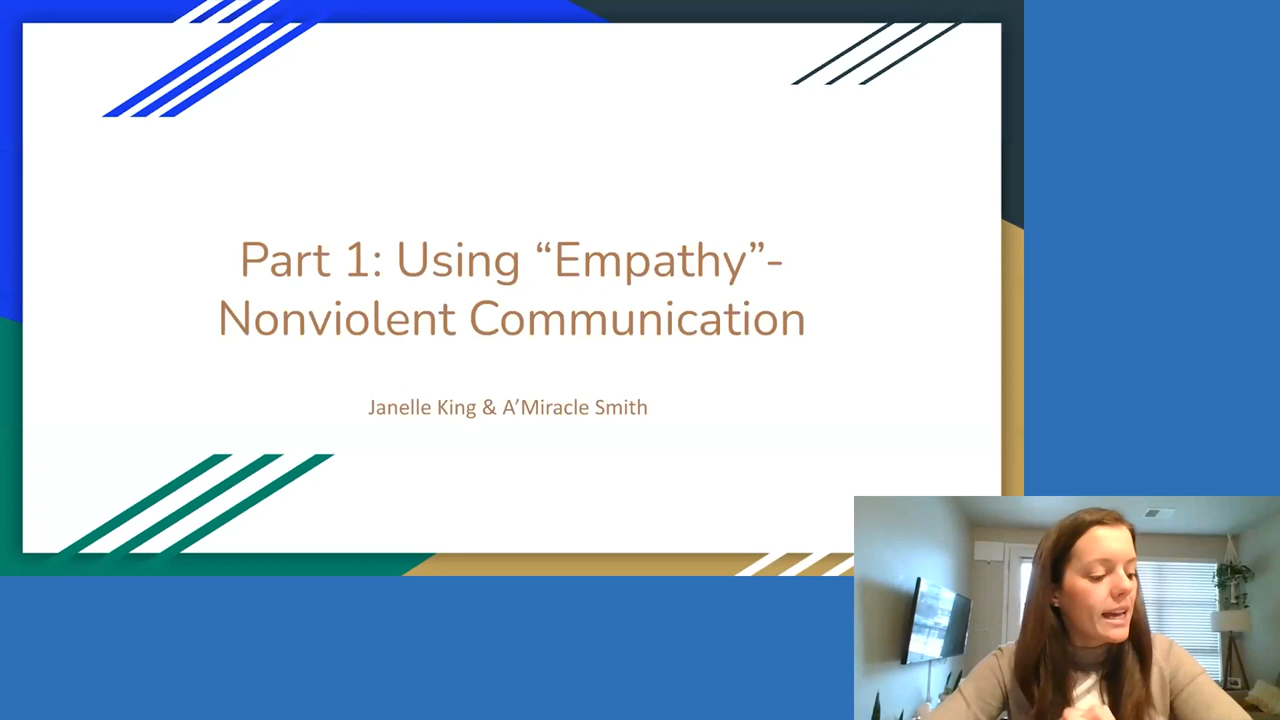 Part 1: Using “Empathy”-
Nonviolent Communication
Janelle King & A’Miracle Smith